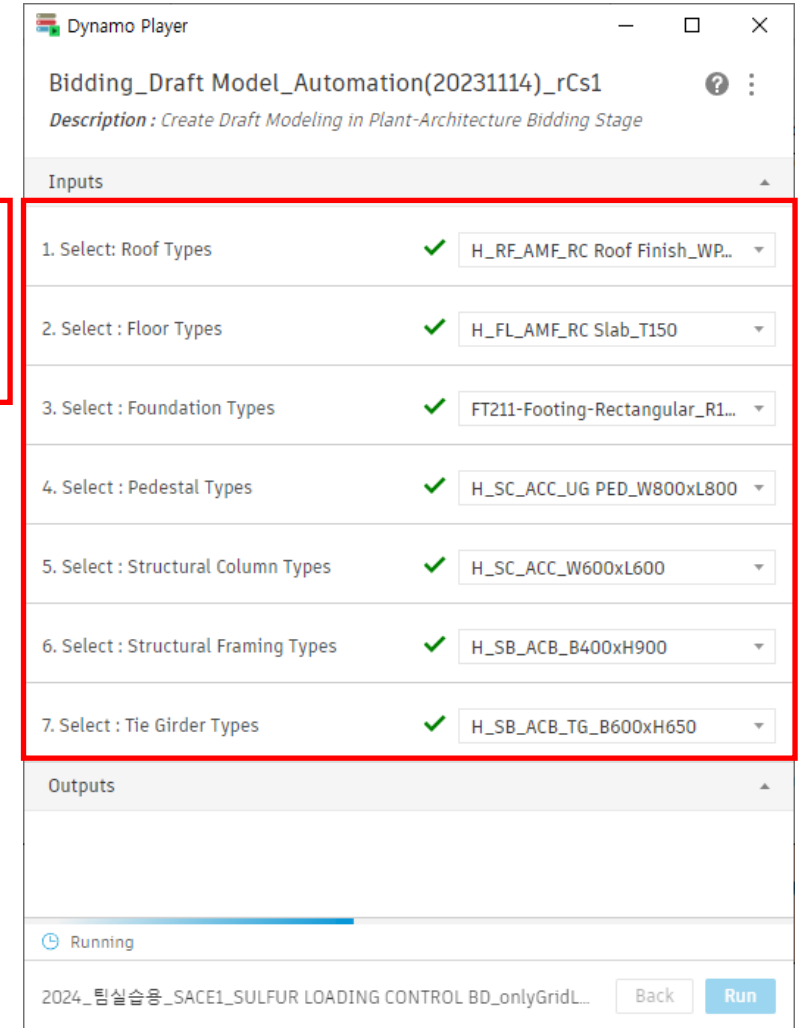 Dynamo Player
Bidding_Draft Model_Automation(20231114)_rCs1
Description : Create Draft Modeling in Plant-Architecture Bidding Stage
Inputs
1. Select: Roof Types H_RF_AMF_RC Roof Finish_WP...
2. Select : Floor Types H_FL_AMF_RC Slab_T150
3. Select : Foundation Types FT211-Footing-Rectangular_R1...
4. Select : Pedestal Types H_SC_ACC_UG PED_W800xL800
5. Select : Structural Column Types H_SC_ACC_W600xL600
6. Select : Structural Framing Types H_SB_ACB_B400xH900
7. Select : Tie Girder Types H_SB_ACB_TG_B600xH650
Outputs
Running
2024_팀실습용_SACE1_SULFUR LOADING CONTROL BD_onlyGridL... Back Run